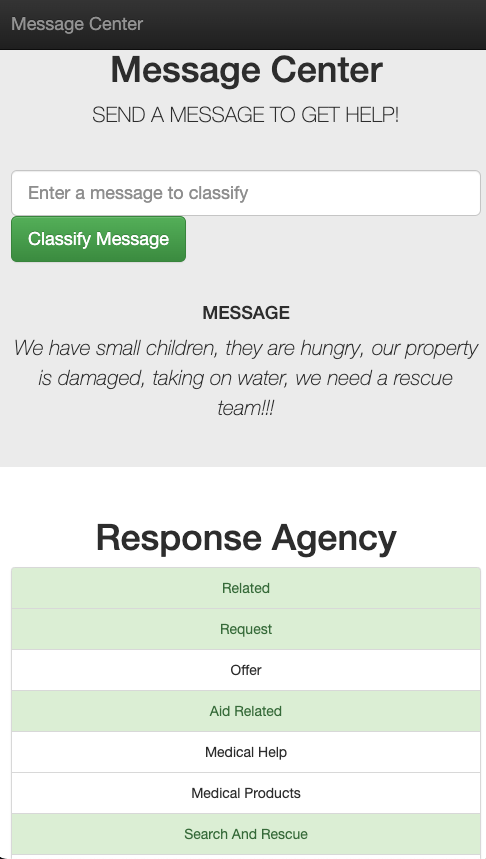 Message Center
Message Center
SEND A MESSAGE TO GET HELP!
Enter a message to classify
Classify Message
MESSAGE
We have small children, they are hungry, our property
is damaged, taking on water, we need a rescue
team!!!
Response Agency
Related
Request
Offer
Aid Related
Medical Help
Medical Products
Search And Rescue